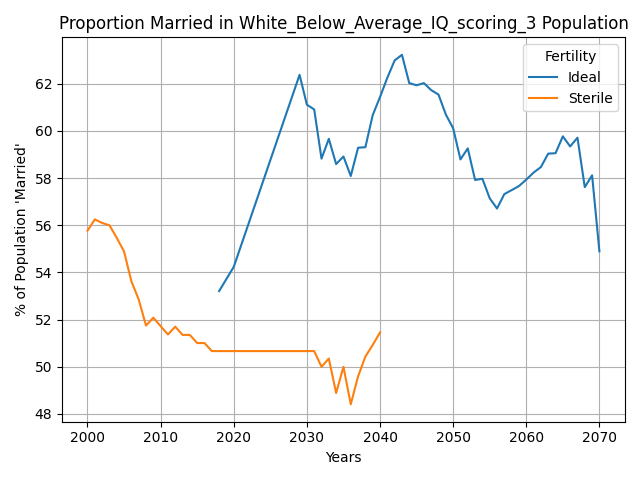 Proportion Married in White_Below_Average_IQ_scoring_3 Population
% of Population 'Married'
62
60
58
56
54
52
50
48
Fertility
Ideal
Sterile
2000 2010 2020 2030 2040 2050 2060 2070
Years